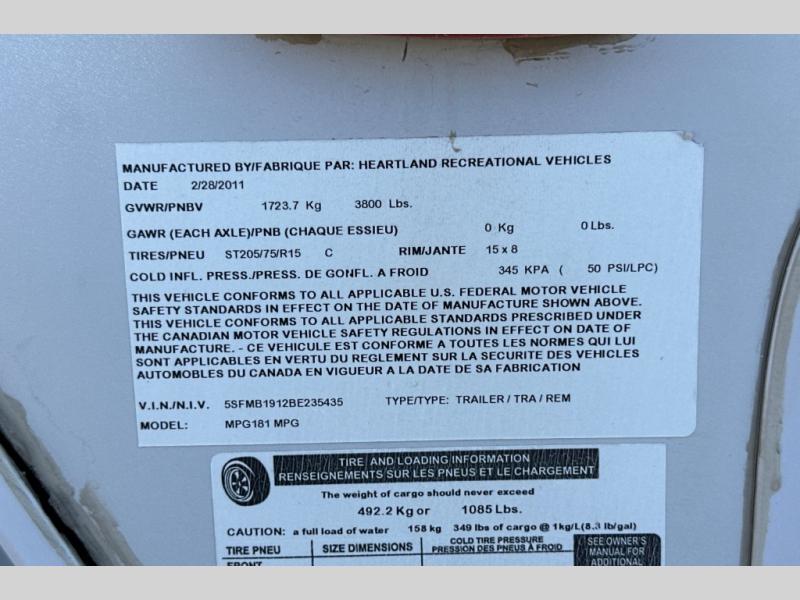 MANUFACTURED BY/FABRIQUE PAR: HEARTLAND RECREATIONAL VEHICLES
DATE 2/28/2011
GVWR/PNBV 1723.7 Kg 3800 Lbs.
GAWR (EACH AXLE)/PNB (CHAQUE ESSIEU) 0 Kg 0 Lbs.
TIRES/PNEU ST205/75/R15 C RIM/JANTE 15 x 8
COLD INFL. PRESS./PRESS. DE GONFL. A FROID 345 KPA ( 50 PSI/LPC)
THIS VEHICLE CONFORMS TO ALL APPLICABLE U.S. FEDERAL MOTOR VEHICLE
SAFETY STANDARDS IN EFFECT ON THE DATE OF MANUFACTURE SHOWN ABOVE.
THIS VEHICLE CONFORMS TO ALL APPLICABLE STANDARDS PRESCRIBED UNDER
THE CANADIAN MOTOR VEHICLE SAFETY REGULATIONS IN EFFECT ON DATE OF
MANUFACTURE. - CE VEHICULE EST CONFORME A TOUTES LES NORMES QUI LUI
SONT APPLICABLES EN VERTU DU REGLEMENT SUR LA SECURITE DES VEHICLES
AUTOMOBILES DU CANADA EN VIGUEUR A LA DATE DE SA FABRICATION
V.I.N./N.I.V. 5SFMB1912BE235435 TYPE/TYPE: TRAILER / TRA / REM
MODEL: MPG181 MPG
TIRE AND LOADING INFORMATION
RENSEIGNEMENTS SUR LES PNEUS ET LE CHARGEMENT
The weight of cargo should never exceed
492.2 Kg or 1085 Lbs.
CAUTION: a full load of water 158 kg 349 lbs of cargo @ 1kg/L(8.3 lb/gal)
TIRE PNEU SIZE DIMENSIONS COLD TIRE PRESSURE
PRESSION DES PNEUS À FROID
SEE OWNER'S
MANUAL FOR
ADDITIONAL
FRONT